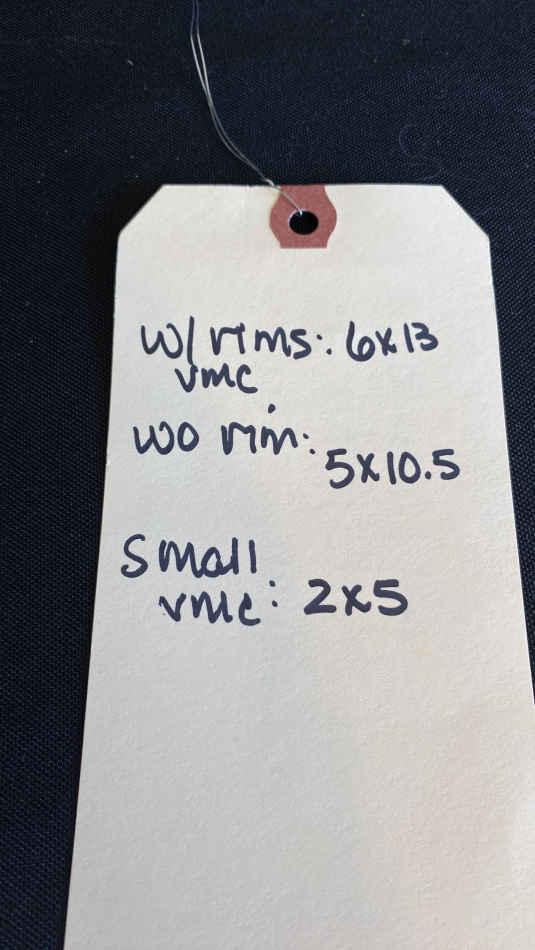 w/ rims: 6x13
vmc
wo rim:
5x10.5
Small
vmc: 2x5